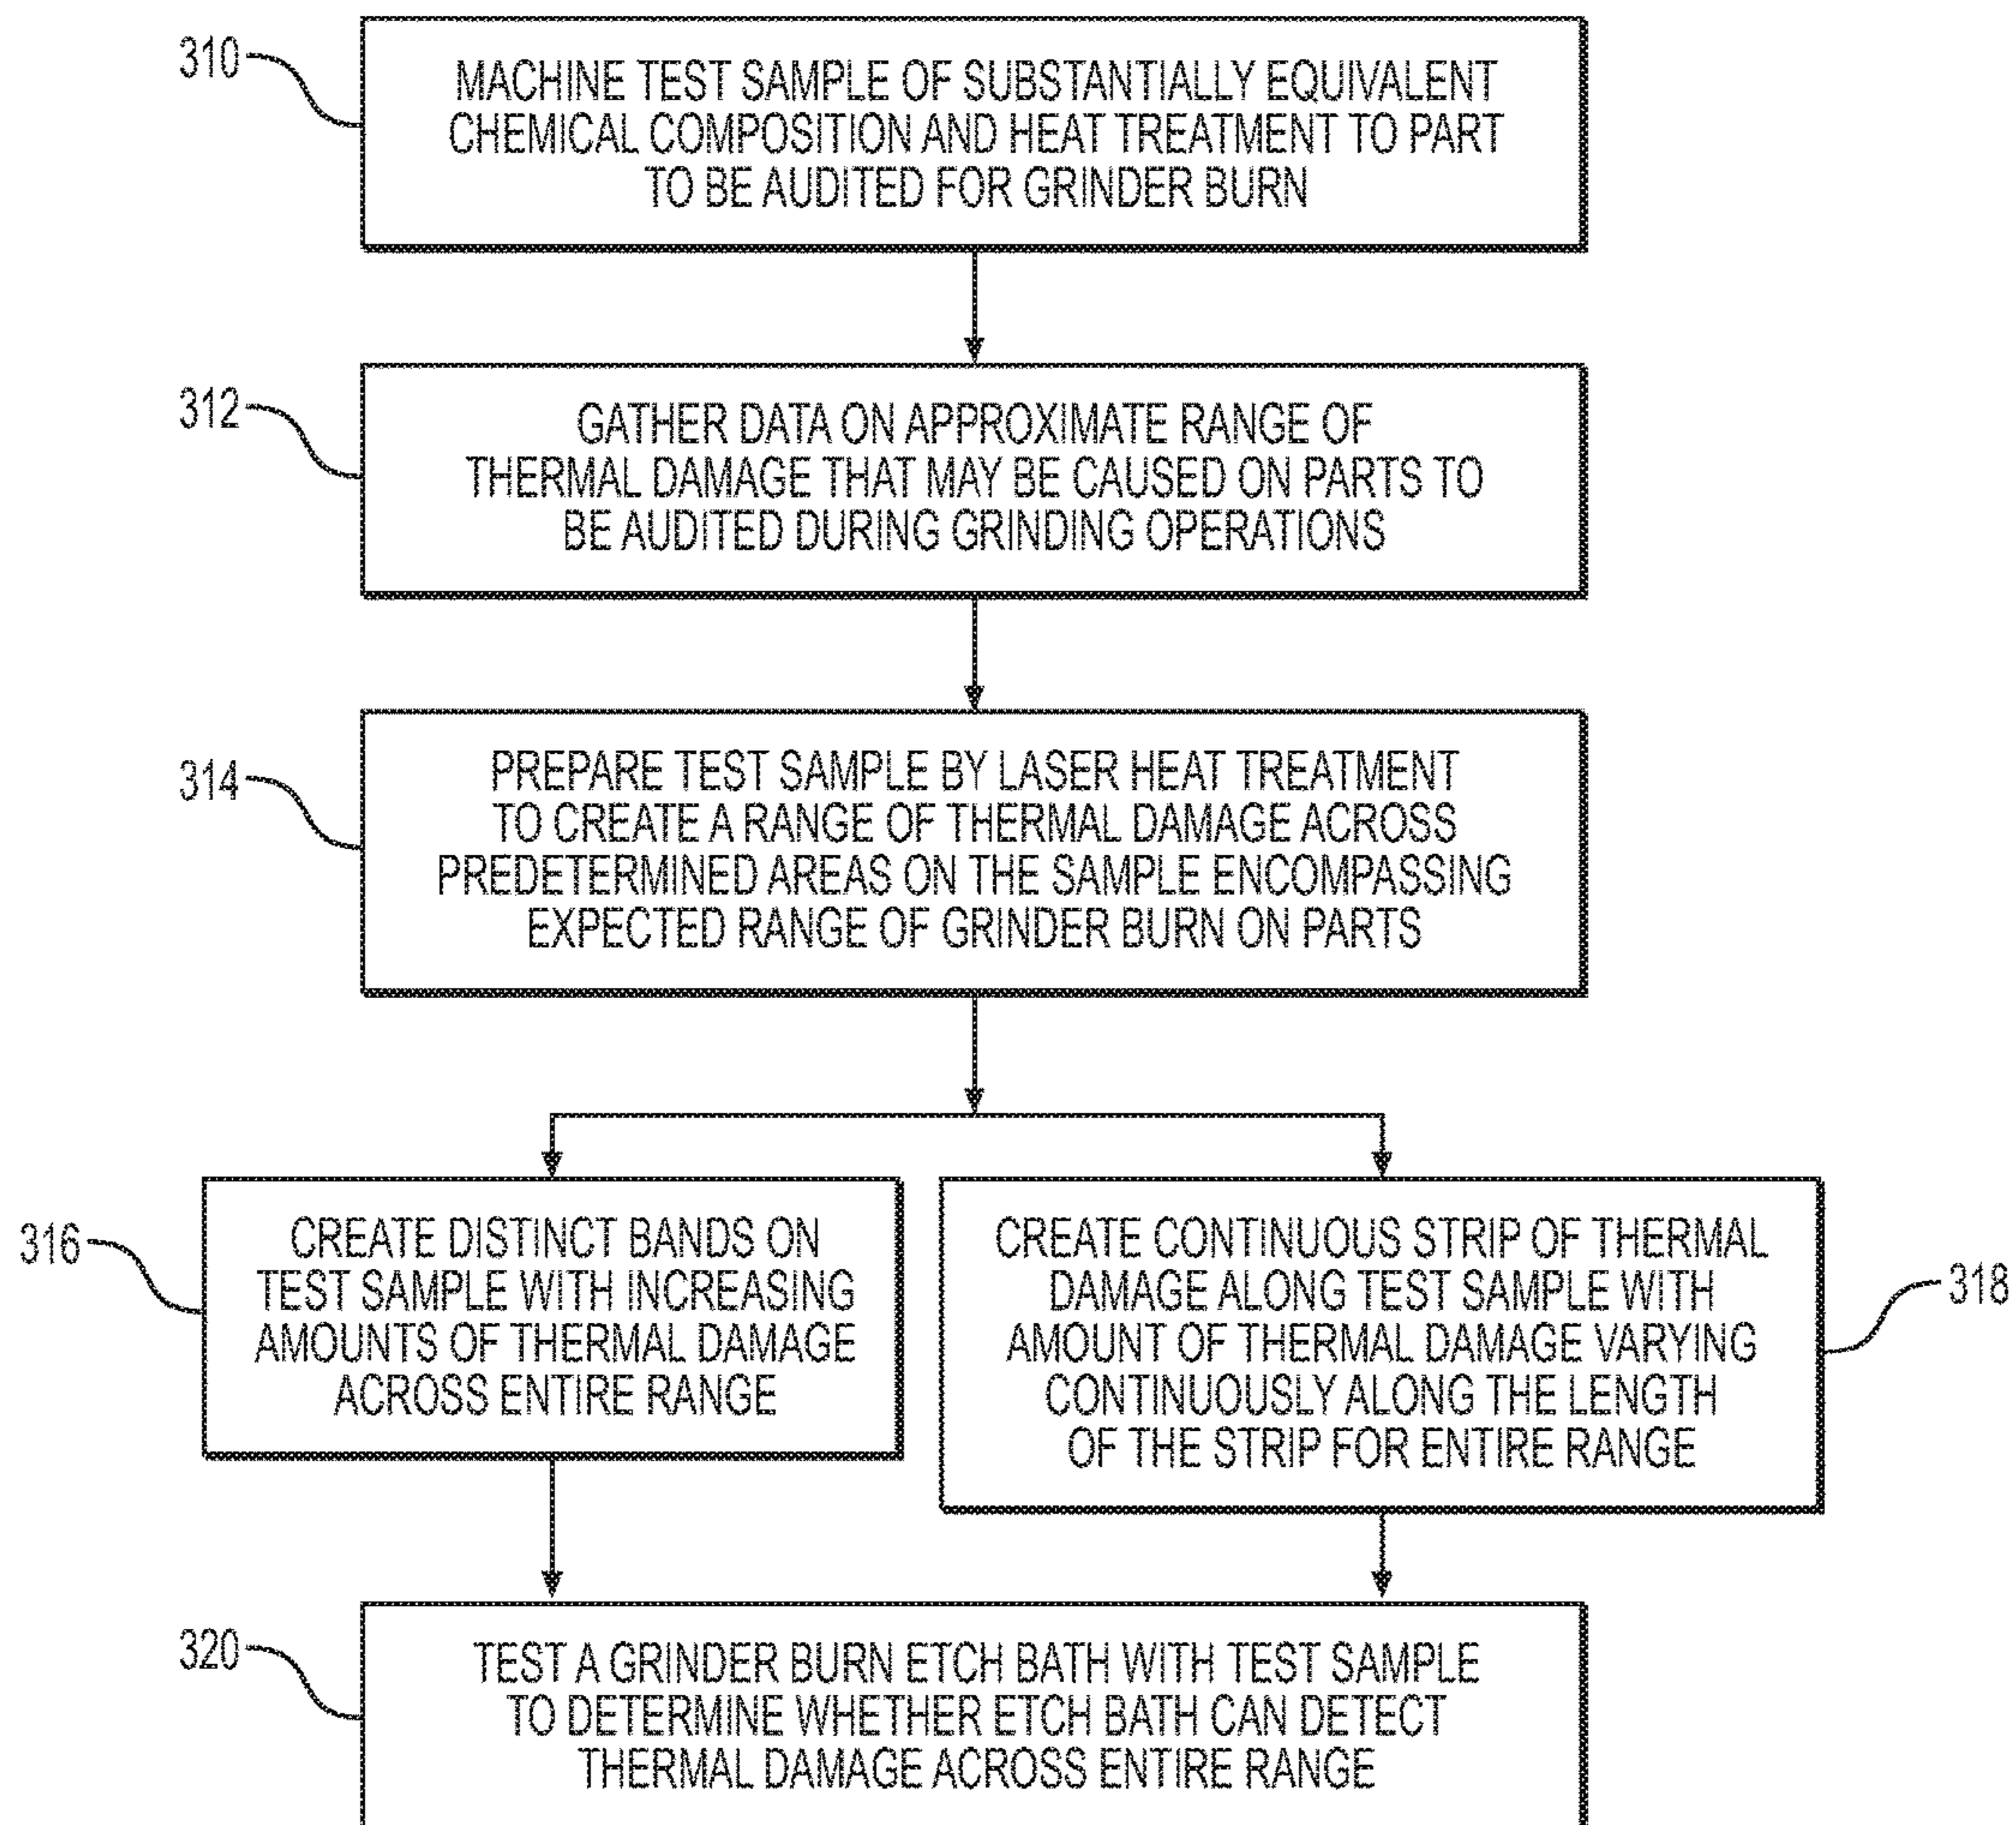 310
MACHINE TEST SAMPLE OF SUBSTANTIALLY EQUIVALENT
CHEMICAL COMPOSITION AND HEAT TREATMENT TO PART
TO BE AUDITED FOR GRINDER BURN
312
GATHER DATA ON APPROXIMATE RANGE OF
THERMAL DAMAGE THAT MAY BE CAUSED ON PARTS TO
BE AUDITED DURING GRINDING OPERATIONS
314
PREPARE TEST SAMPLE BY LASER HEAT TREATMENT
TO CREATE A RANGE OF THERMAL DAMAGE ACROSS
PREDETERMINED AREAS ON THE SAMPLE ENCOMPASSING
EXPECTED RANGE OF GRINDER BURN ON PARTS
316
CREATE DISTINCT BANDS ON
TEST SAMPLE WITH INCREASING
AMOUNTS OF THERMAL DAMAGE
ACROSS ENTIRE RANGE
CREATE CONTINUOUS STRIP OF THERMAL
DAMAGE ALONG TEST SAMPLE WITH
AMOUNT OF THERMAL DAMAGE VARYING
CONTINUOUSLY ALONG THE LENGTH
OF THE STRIP FOR ENTIRE RANGE
318
320
TEST A GRINDER BURN ETCH BATH WITH TEST SAMPLE
TO DETERMINE WHETHER ETCH BATH CAN DETECT
THERMAL DAMAGE ACROSS ENTIRE RANGE